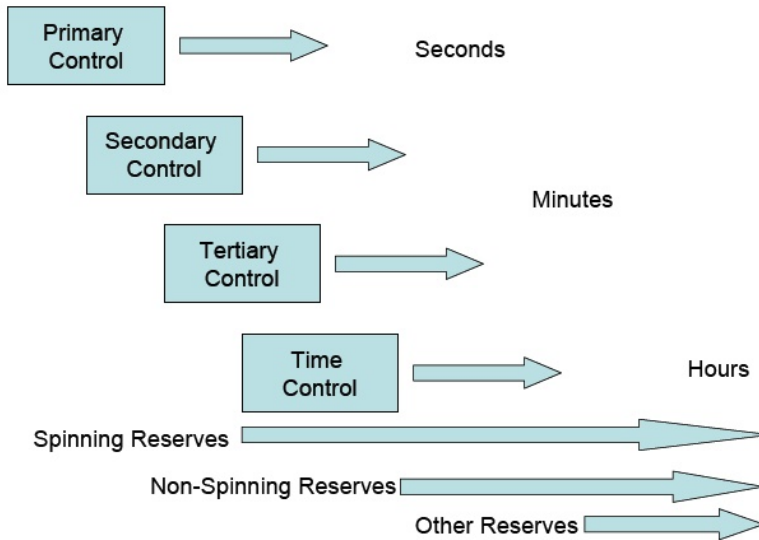 Primary
Control
Seconds
Secondary
Control
Minutes
Tertiary
Control
Time
Control
Hours
Spinning Reserves
Non-Spinning Reserves
Other Reserves